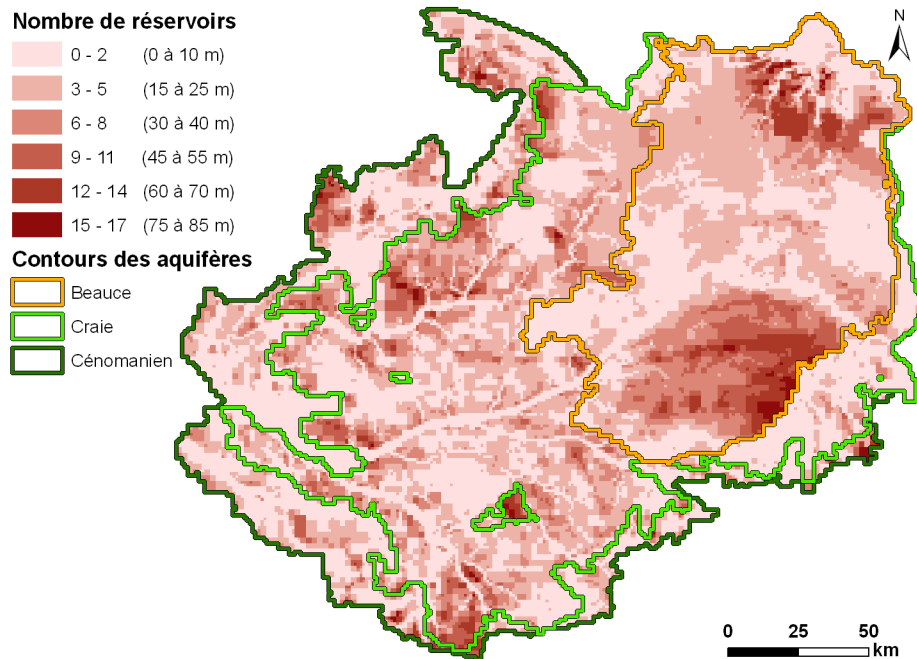 Nombre de réservoirs
0 - 2 (0 à 10 m)
3 - 5 (15 à 25 m)
6 - 8 (30 à 40 m)
9 - 11 (45 à 55 m)
12 - 14 (60 à 70 m)
15 - 17 (75 à 85 m)
Contours des aquifères
Beauce
Craie
Cénomanien
N
0 25 50
km